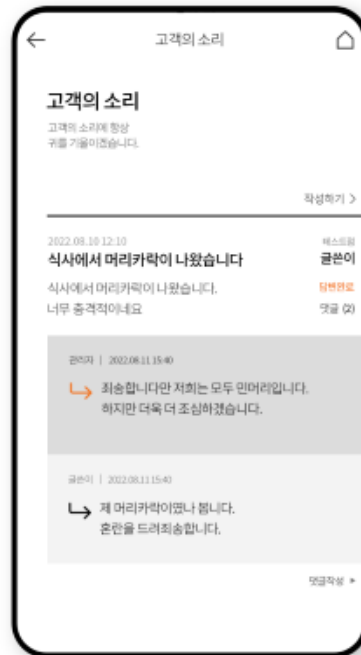 고객의 소리
고객의 소리
고객의 소리에 항상
귀를 기울이겠습니다.
작성하기 >
2022.08.10 12:10
식사에서 머리카락이 나왔습니다
식사에서 머리카락이 나왔습니다.
너무 충격적이네요
테스트점
글쓴이
답변완료
댓글 (2)
관리자 | 2022.08.11 15:40
죄송합니다만 저희는 모두 민머리입니다.
하지만 더욱 더 조심하겠습니다.
글쓴이 | 2022.08.11 15:40
제 머리카락이였나 봅니다.
혼란을 드려죄송합니다.
댓글작성 ▶